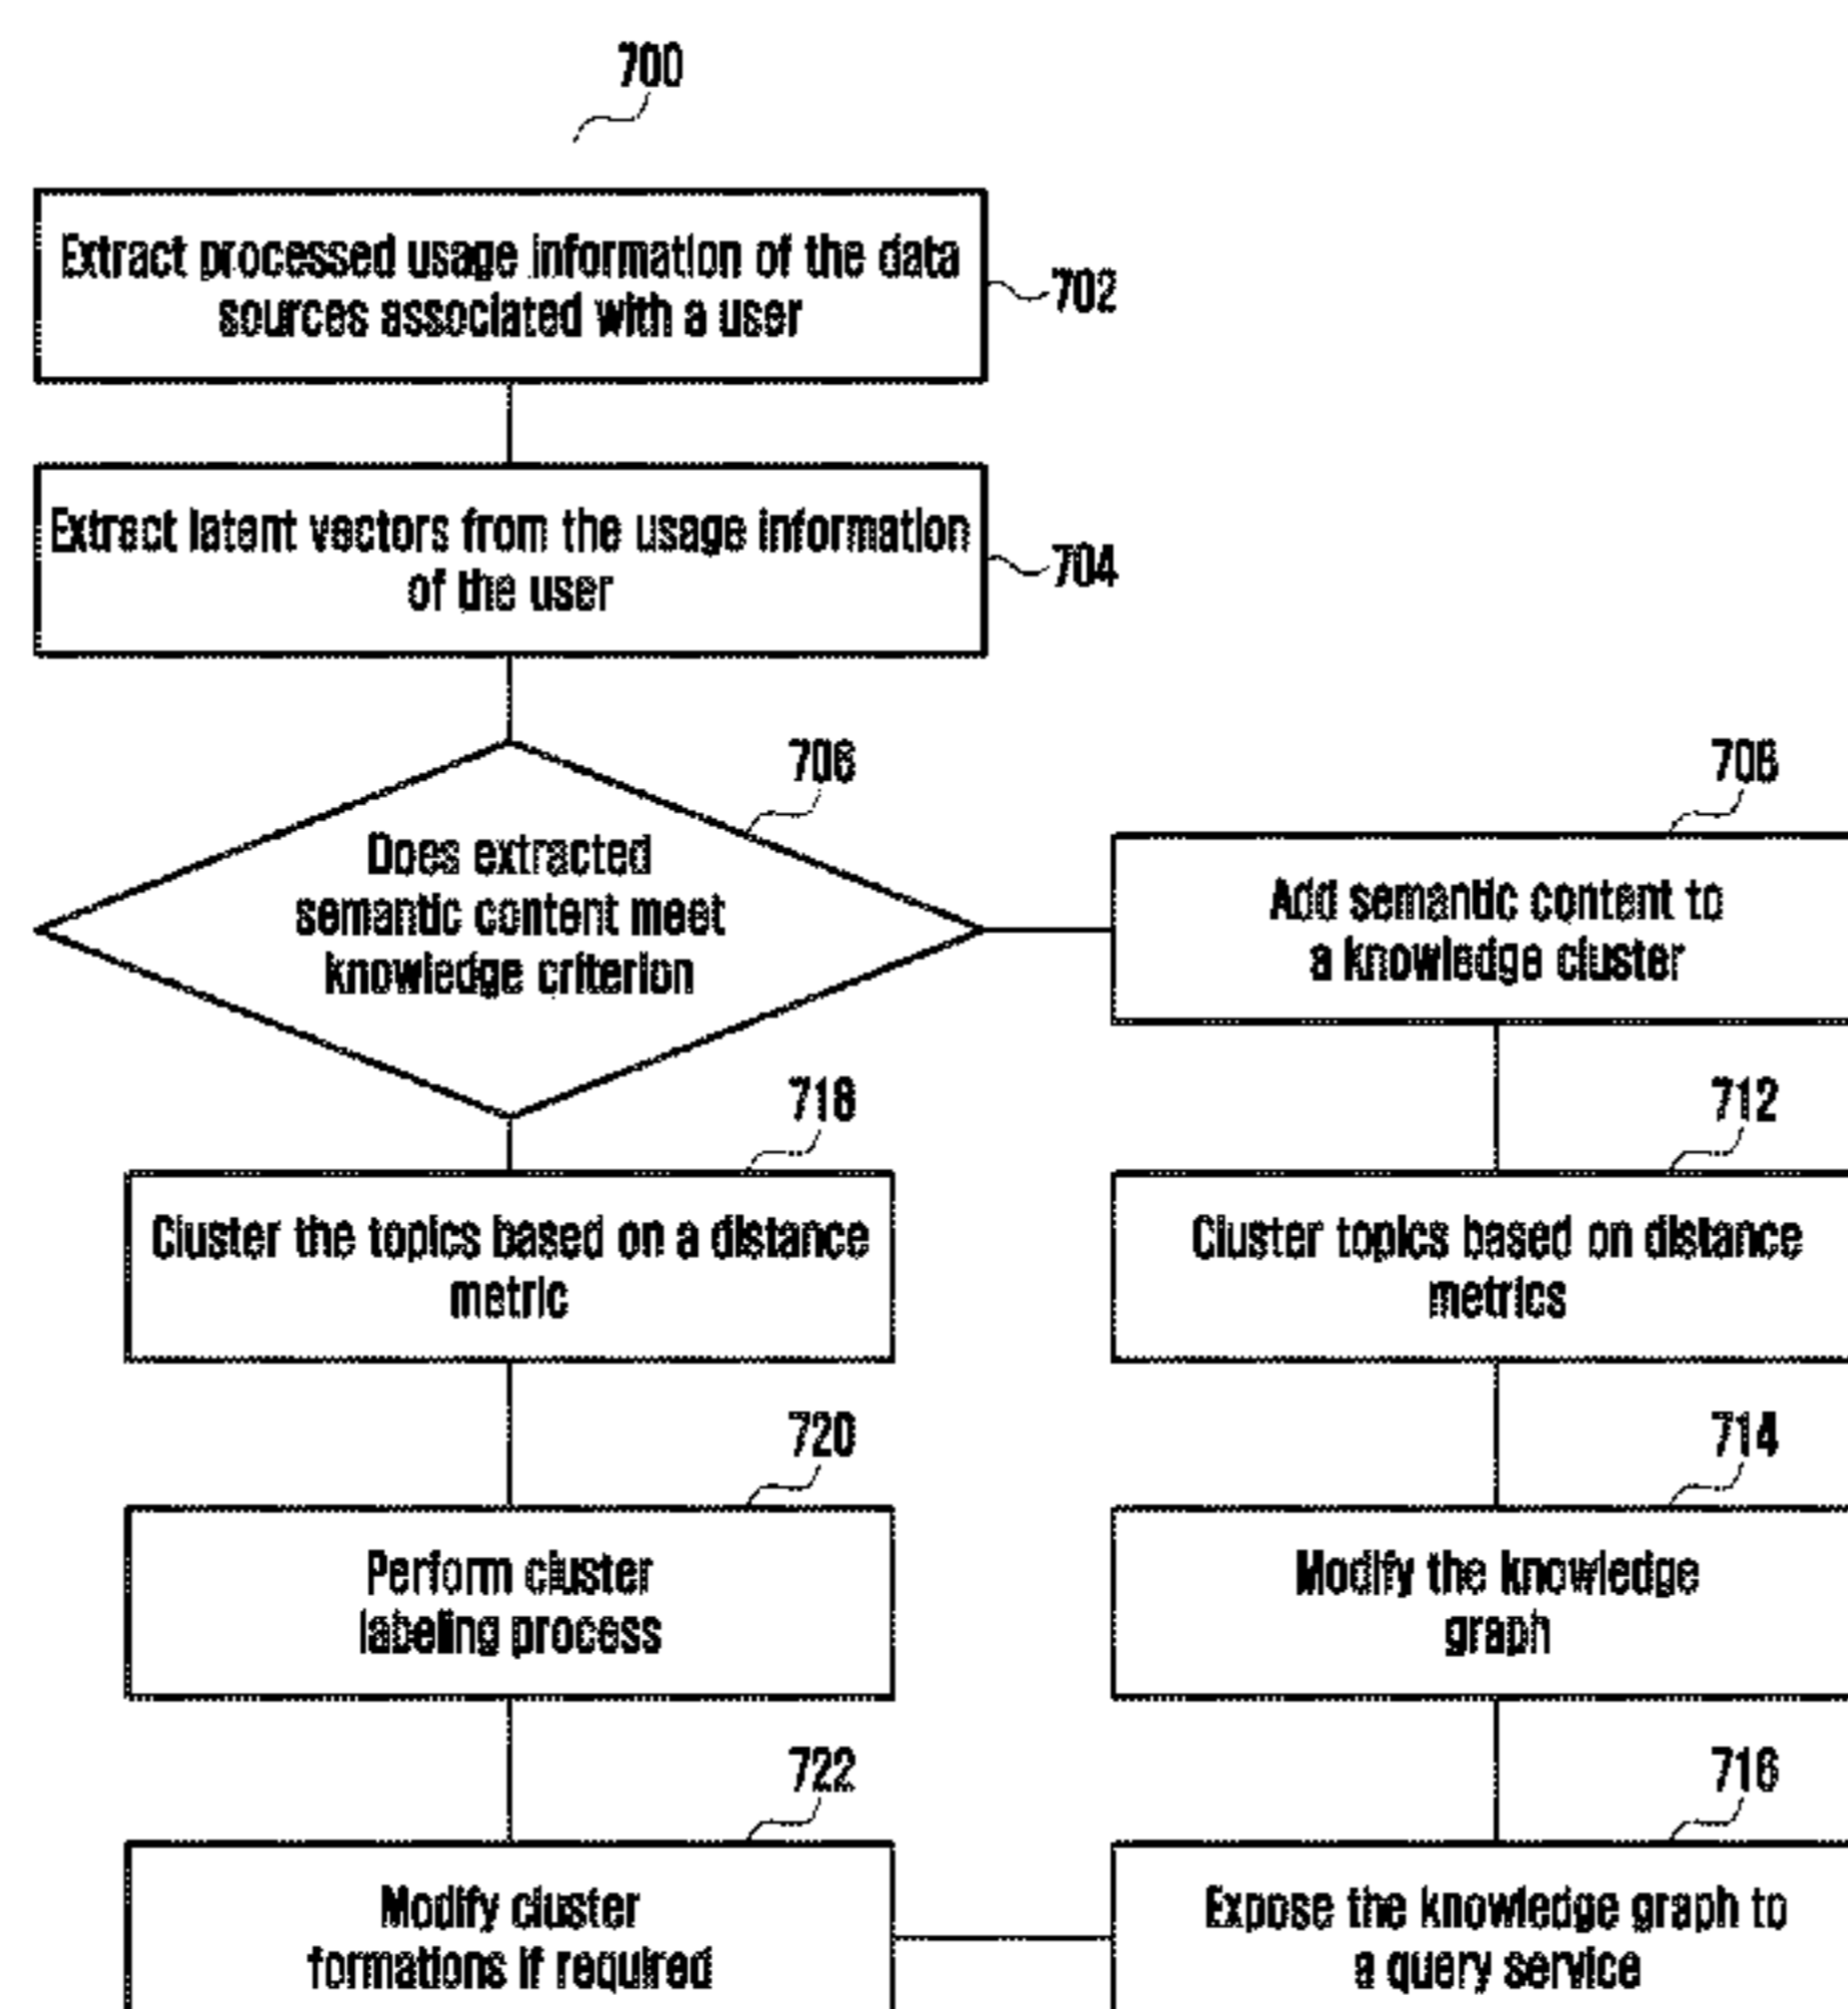 700
Extract processed usage information of the data
sources associated with a user
702
Extract latent vectors from the usage information
of the user
704
706
Does extracted
semantic content meet
knowledge criterion
708
Add semantic content to
a knowledge cluster
718
Cluster the topics based on a distance
metric
712
Cluster topics based on distance
metrics
720
Perform cluster
labeling process
714
Modify the knowledge
graph
722
Modify cluster
formations if required
716
Expose the knowledge graph to
a query service